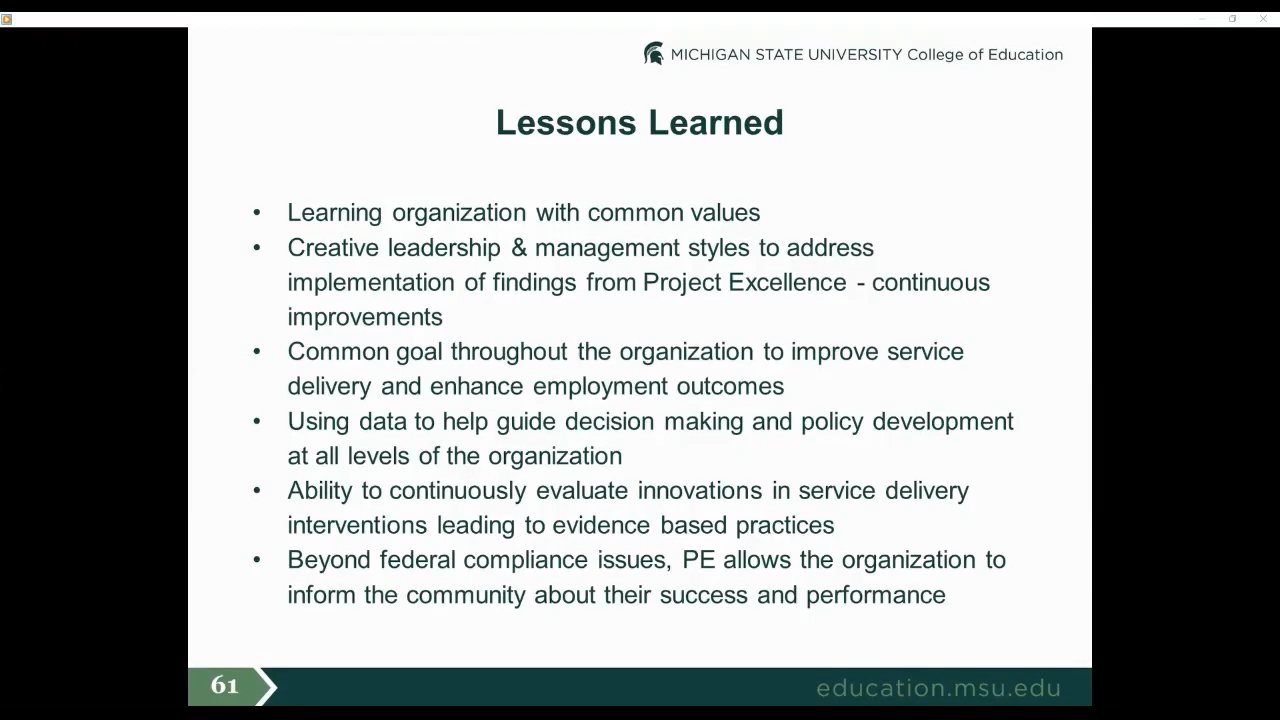 MICHIGAN STATE UNIVERSITY College of Education
Lessons Learned
• Learning organization with common values
• Creative leadership & management styles to address
implementation of findings from Project Excellence - continuous
improvements
• Common goal throughout the organization to improve service
delivery and enhance employment outcomes
• Using data to help guide decision making and policy development
at all levels of the organization
• Ability to continuously evaluate innovations in service delivery
interventions leading to evidence based practices
• Beyond federal compliance issues, PE allows the organization to
inform the community about their success and performance
61
education.msu.edu